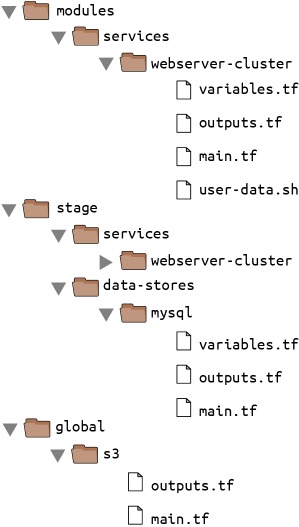 modules
services
webserver-cluster
variables.tf
outputs.tf
main.tf
user-data.sh
stage
services
webserver-cluster
data-stores
mysql
variables.tf
outputs.tf
main.tf
global
s3
outputs.tf
main.tf